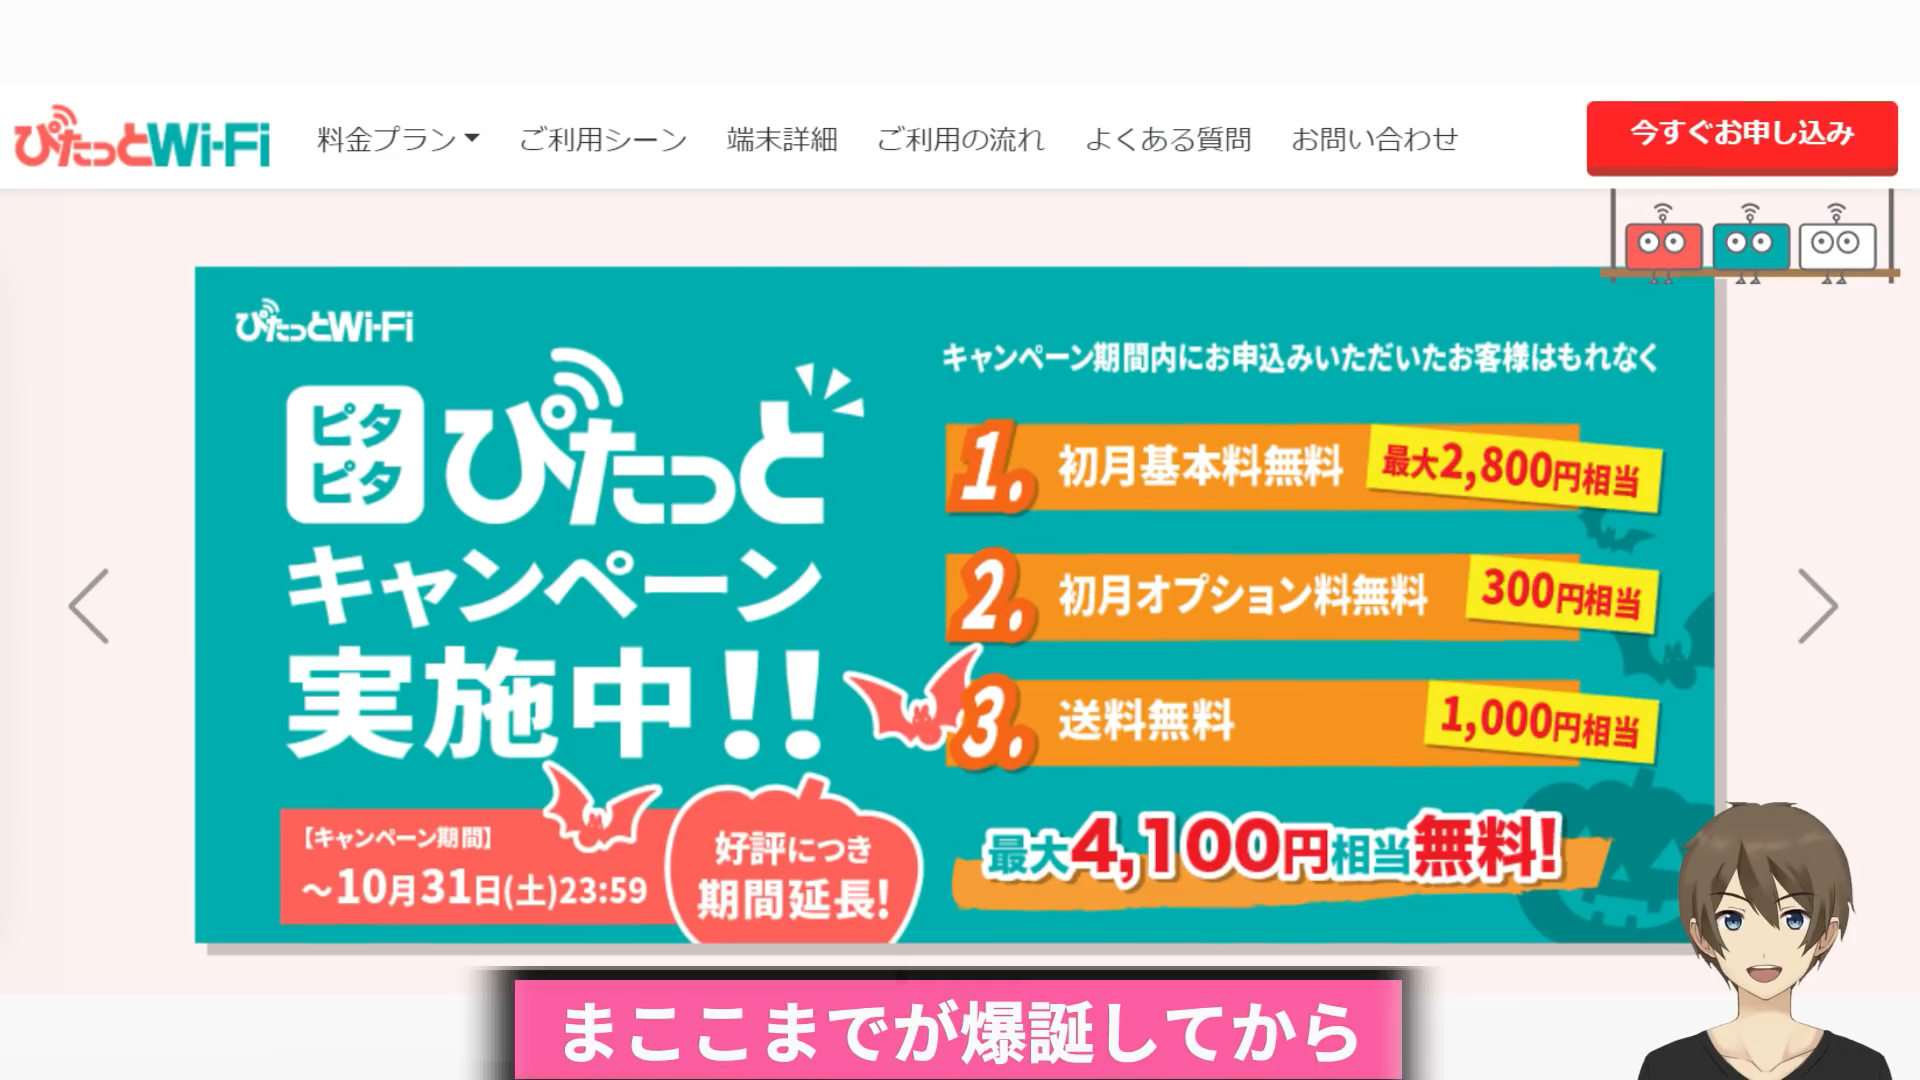 ぴたっとWi-Fi
料金プラン
ご利用シーン
端末詳細
ご利用の流れ
よくある質問
お問い合わせ
今すぐお申し込み
ぴたっとWi-Fi
ピタ
ピタ
ぴたっと
キャンペーン
実施中!!
【キャンペーン期間】
～10月31日(土)23:59
好評につき
期間延長!
キャンペーン期間内にお申込みいただいたお客様はもれなく
1. 初月基本料無料 最大2,800円相当
2. 初月オプション料無料 300円相当
3. 送料無料 1,000円相当
最大4,100円相当無料!
まここまでが爆誕してから